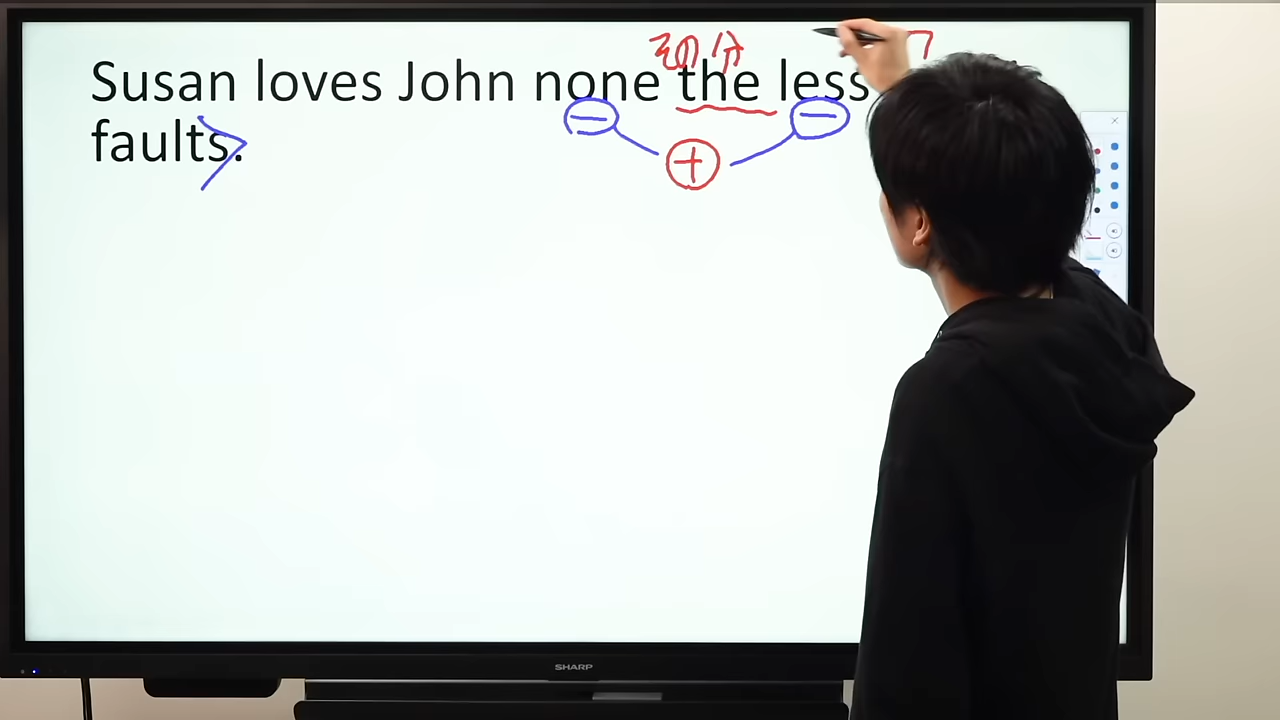 その分
Susan loves John none the less
faults.
SHARP